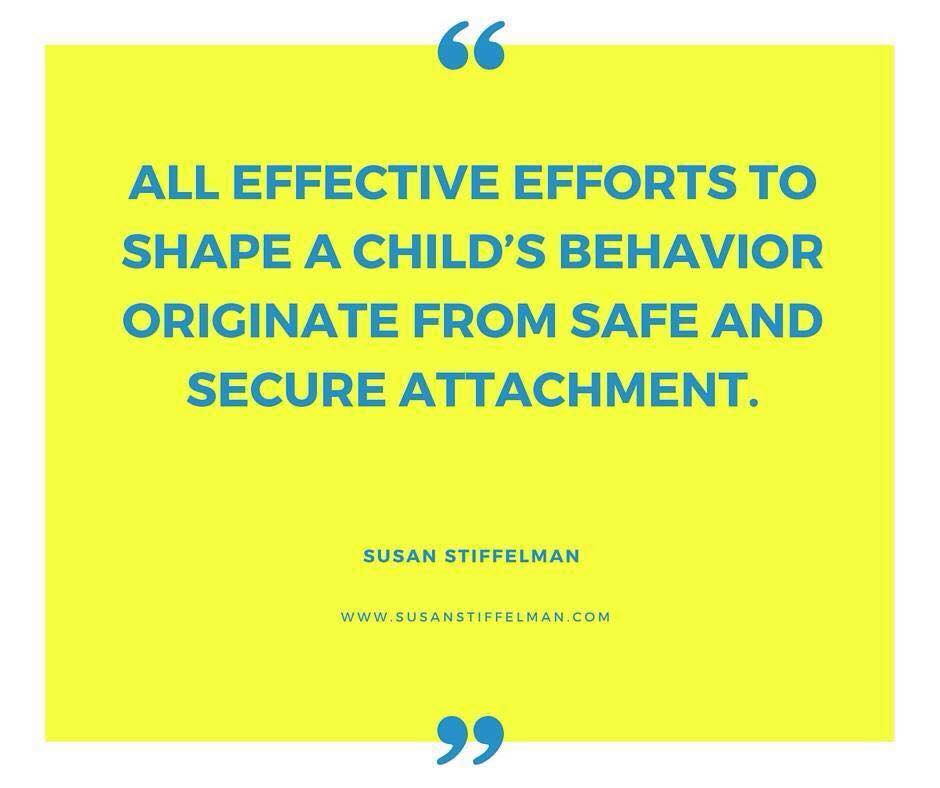 “
ALL EFFECTIVE EFFORTS TO
SHAPE A CHILD’S BEHAVIOR
ORIGINATE FROM SAFE AND
SECURE ATTACHMENT.
SUSAN STIFFELMAN
WWW.SUSANSTIFFELMAN.COM
”